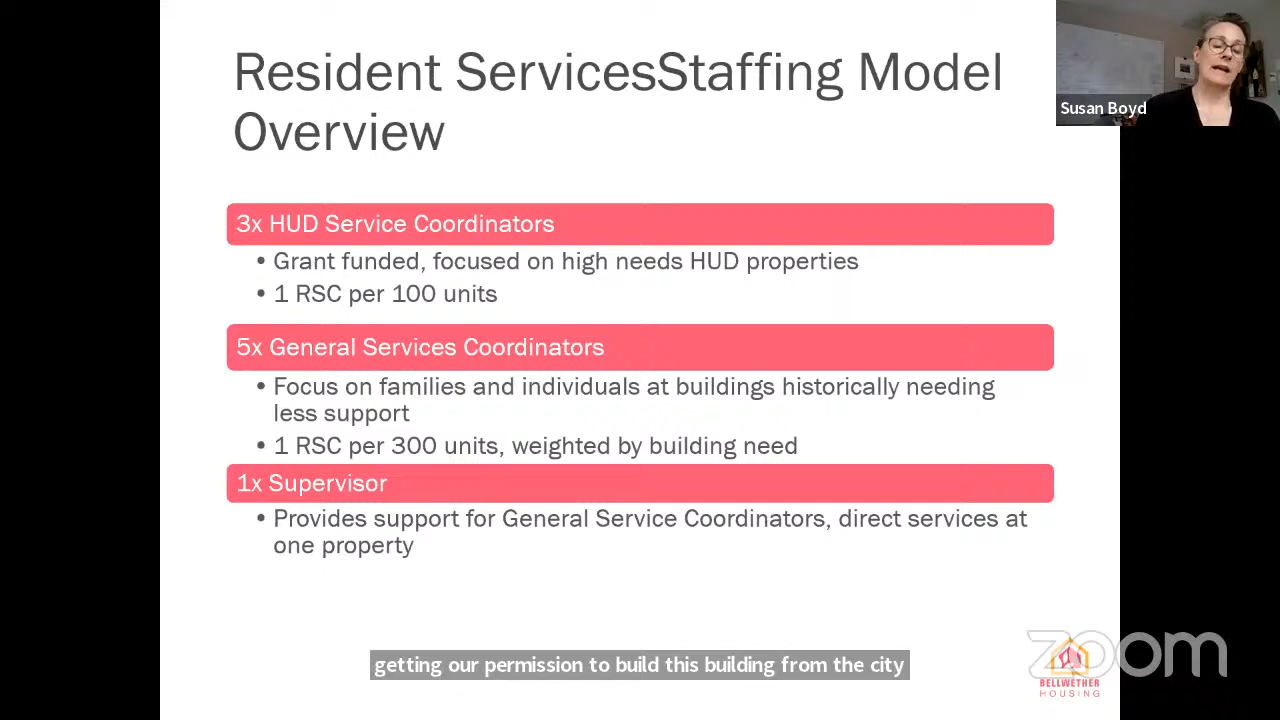 Resident ServicesStaffing Model
Overview
Susan Boyd
3x HUD Service Coordinators
• Grant funded, focused on high needs HUD properties
• 1 RSC per 100 units
5x General Services Coordinators
• Focus on families and individuals at buildings historically needing
less support
• 1 RSC per 300 units, weighted by building need
1x Supervisor
• Provides support for General Service Coordinators, direct services at
one property
getting our permission to build this building from the city
zoom
BELLWETHER
HOUSING